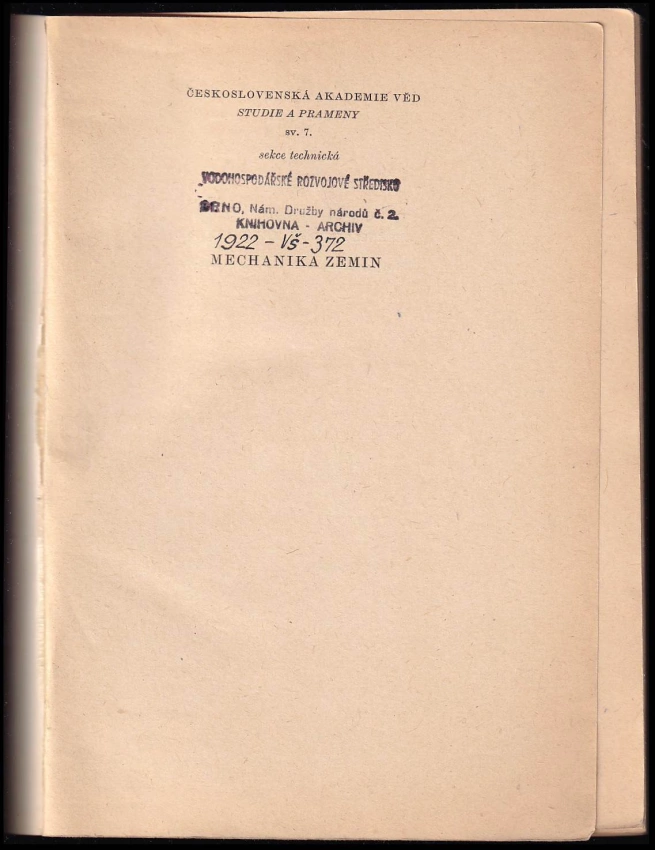 ČESKOSLOVENSKÁ AKADEMIE VĚD
STUDIE A PRAMENY
sv. 7.
sekce technická
VODOHOSPODÁŘSKÉ ROZVOJOVÉ STŘEDISKO
BRNO, Nám. Družby národů č. 2.
KNIHOVNA - ARCHIV
1922 - VŠ - 372
MECHANIKA ZEMIN